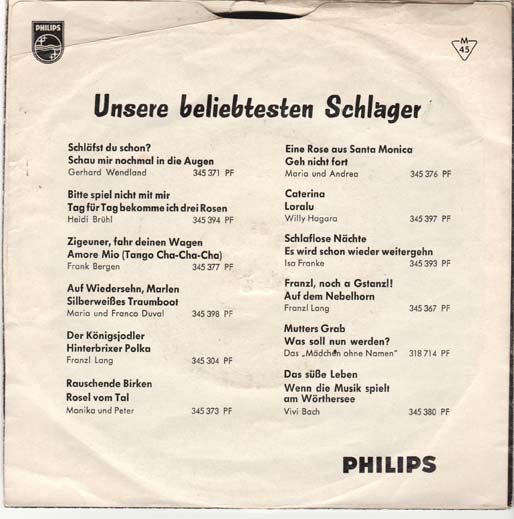 PHILIPS
M
45
Unsere beliebtesten Schlager
Schläfst du schon?
Schau mir nochmal in die Augen
Gerhard Wendland 345 371 PF
Bitte spiel nicht mit mir
Tag für Tag bekomme ich drei Rosen
Heidi Brühl 345 394 PF
Zigeuner, fahr deinen Wagen
Amore Mio (Tango Cha-Cha-Cha)
Frank Bergen 345 377 PF
Auf Wiedersehn, Marlen
Silberweißes Traumboot
Maria und Franco Duval 345 398 PF
Der Königsjodler
Hinterbrixer Polka
Franzl Lang 345 304 PF
Rauschende Birken
Rosel vom Tal
Monika und Peter 345 373 PF
Eine Rose aus Santa Monica
Geh nicht fort
Maria und Andrea 345 376 PF
Caterina
Loralu
Willy Hagara 345 397 PF
Schlaflose Nächte
Es wird schon wieder weitergehn
Isa Franke 345 393 PF
Franzl, noch a Gstanzl!
Auf dem Nebelhorn
Franzl Lang 345 367 PF
Mutters Grab
Was soll nun werden?
Das „Mädchen ohne Namen" 318 714 PF
Das süße Leben
Wenn die Musik spielt
am Wörthersee
Vivi Bach 345 380 PF
PHILIPS